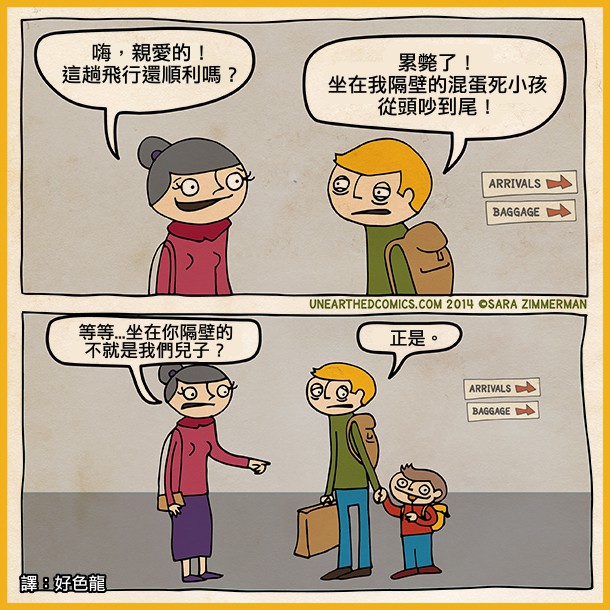 嗨，親愛的！
這趟飛行還順利嗎？
累斃了！
坐在我隔壁的混蛋死小孩
從頭吵到尾！
ARRIVALS
BAGGAGE
UNEARTHEDCOMICS.COM 2014 ©SARA ZIMMERMAN
等等...坐在你隔壁的
不就是我們兒子？
正是。
ARRIVALS
BAGGAGE
譯：好色龍